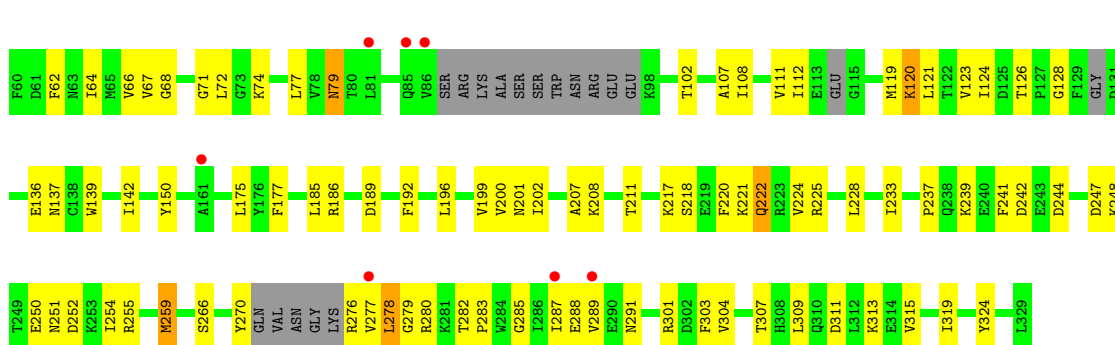 F60 D61 F62 N63 I64 M65 V66 V67 G68 G71 L72 G73 K74 L77 V78 N79 T80 L81 Q85 V86 SER ARG LYS ALA SER SER TRP ASN ARG GLU GLU K98 T102 A107 I108 V111 I112 E113 GLU G115 M119 K120 L121 T122 V123 I124 D125 T126 P127 G128 F129 GLY D131
E136 N137 C138 W139 I142 Y150 A161 L175 Y176 F177 L185 R186 D189 F192 L196 V199 V200 N201 I202 A207 K208 T211 K217 S218 E219 F220 K221 Q222 R223 V224 R225 L228 I233 P237 Q238 K239 E240 F241 D242 E243 D244 D247 K248
T249 E250 N251 D252 K253 I254 R255 M259 S266 Y270 GLN VAL ASN GLY LYS R276 V277 L278 G279 R280 K281 T282 P283 W284 G285 I286 I287 E288 V289 E290 N291 R301 D302 F303 V304 T307 H308 L309 Q310 D311 L312 K313 E314 V315 I319 Y324 L329